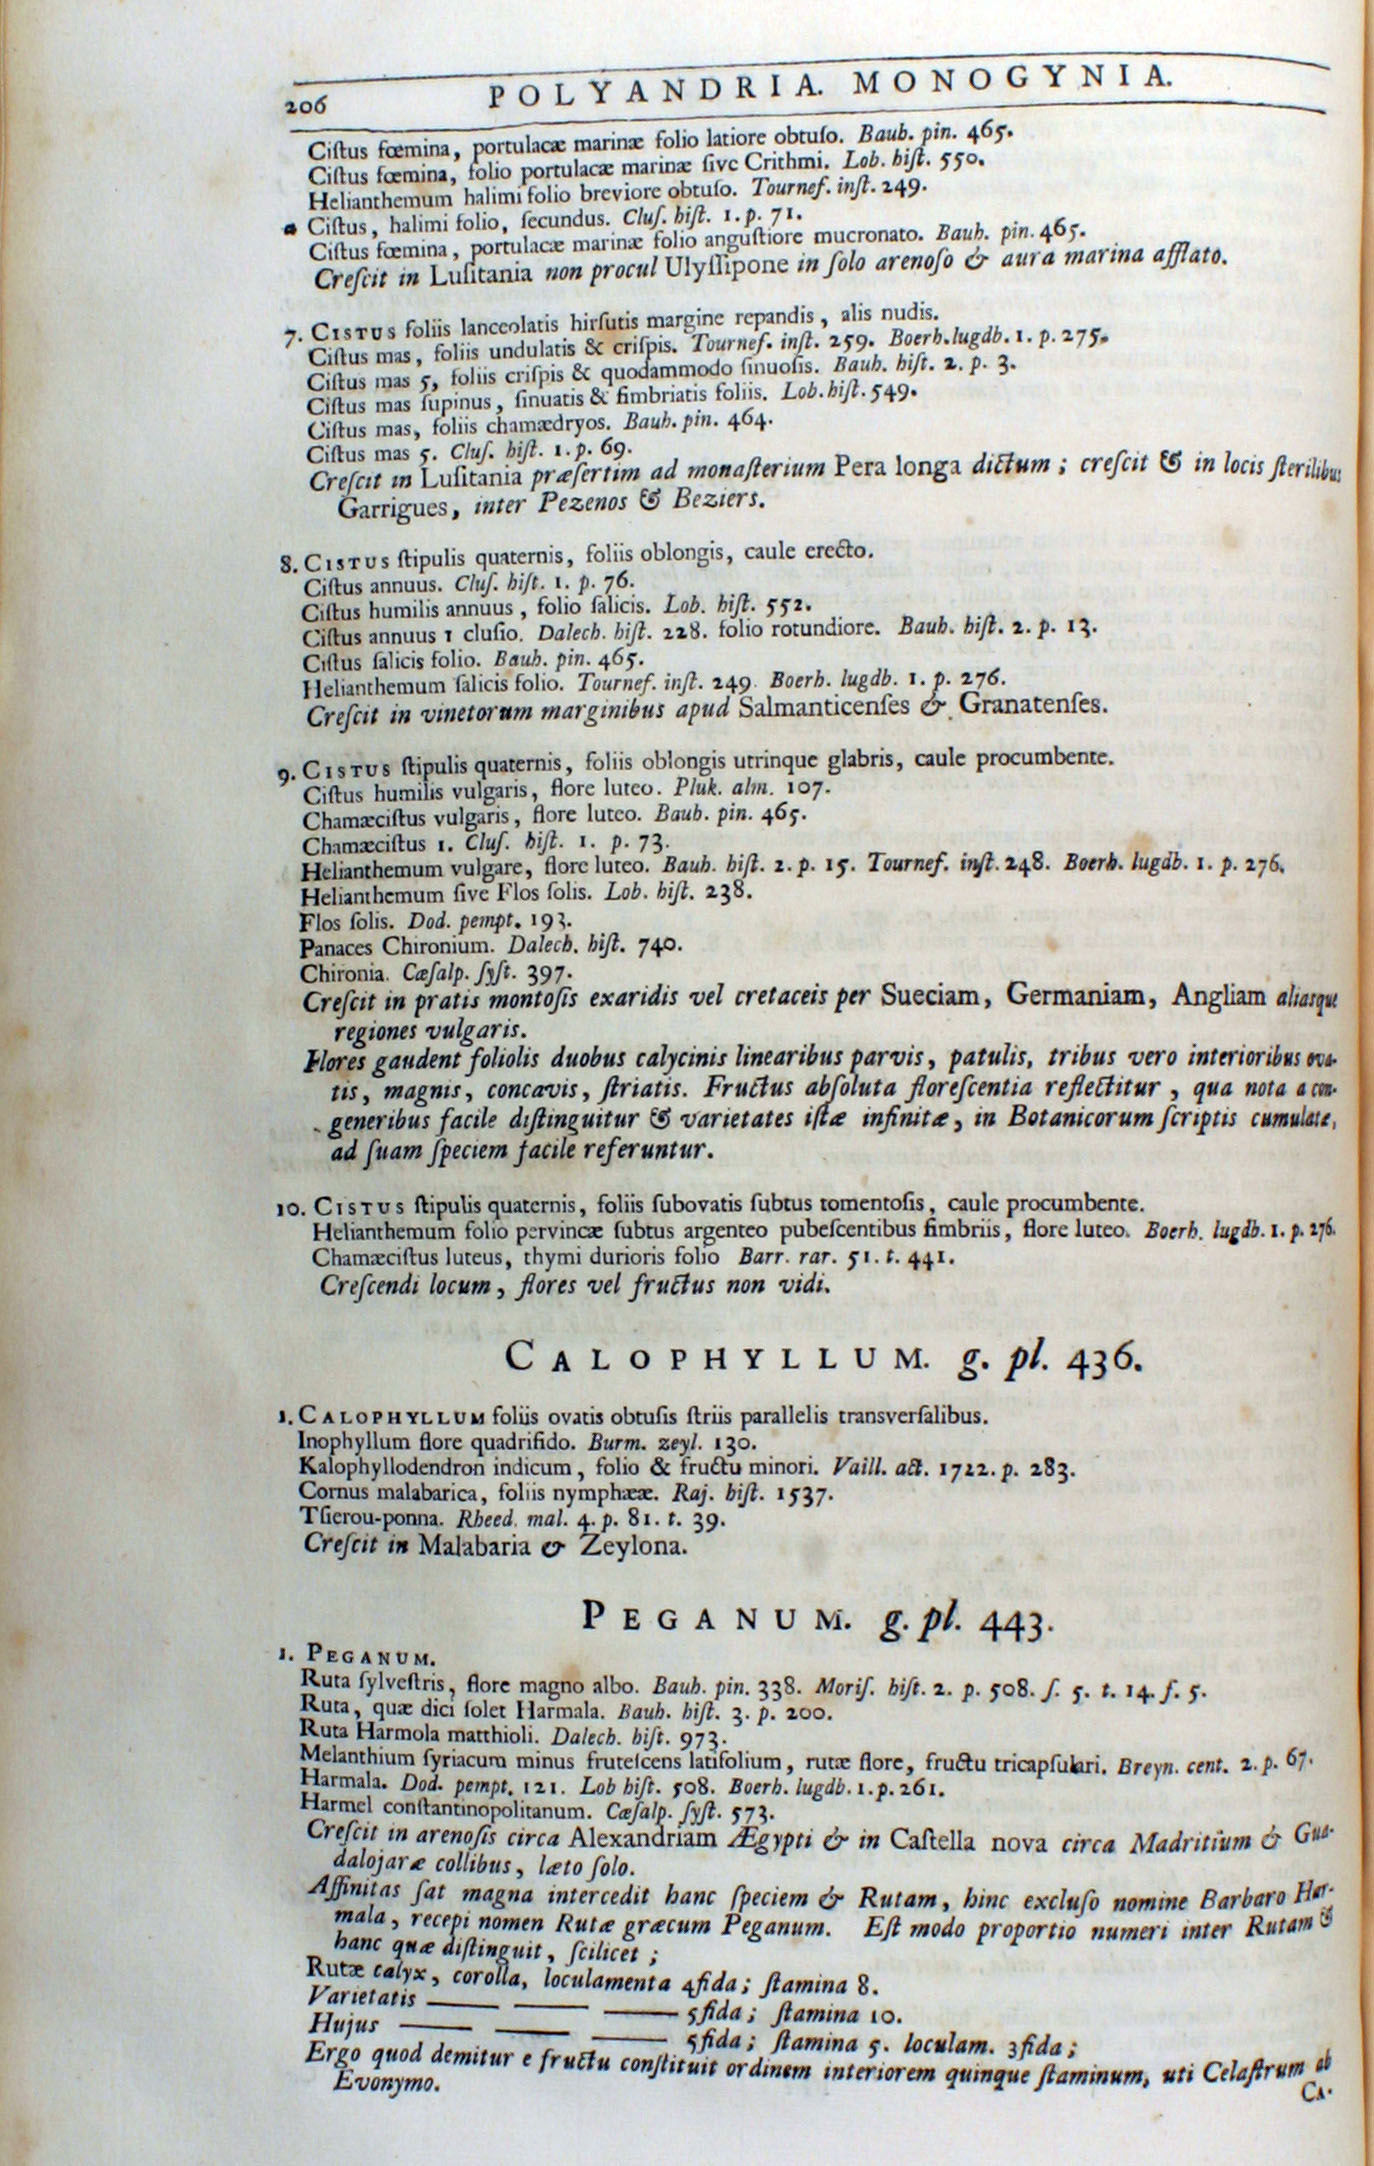 206 POLYANDRIA. MONOGYNIA.
Ciſtus fœmina, portulacæ marinæ folio latiore obtuſo. Bauh. pin. 465.
Ciſtus fœmina, folio portulacæ marinæ ſive Crithmi. Lob. hiſt. 550.
Helianthemum halimi folio breviore obtuſo. Tournef. inſt. 249.
Ciſtus, halimi folio, ſecundus. Cluſ. hiſt. 1. p. 71.
Ciſtus fœmina, portulacæ marinæ folio anguſtiore mucronato. Bauh. pin. 465.
Creſcit in Luſitania non procul Ulyſſipone in ſolo arenoſo & aura marina afflato.
7. CISTUS foliis lanceolatis hirſutis margine repandis, alis nudis.
Ciſtus mas, foliis undulatis & criſpis. Tournef. inſt. 259. Boerh. lugdb. 1. p. 275.
Ciſtus mas 5, foliis criſpis & quodammodo ſinuoſis. Bauh. hiſt. 2. p. 3.
Ciſtus mas ſupinus, ſinuatis & fimbriatis foliis. Lob. hiſt. 549.
Ciſtus mas, foliis chamædryos. Bauh. pin. 464.
Ciſtus mas 5. Cluſ. hiſt. 1. p. 69.
Creſcit in Luſitania præſertim ad monaſterium Pera longa dictum; creſcit & in locis ſterilibus
Garrigues, inter Pezenos & Beziers.
8. CISTUS ſtipulis quaternis, foliis oblongis, caule erecto.
Ciſtus annuus. Cluſ. hiſt. 1. p. 76.
Ciſtus humilis annuus, folio ſalicis. Lob. hiſt. 552.
Ciſtus annuus 1 cluſio. Dalech. hiſt. 228. folio rotundiore. Bauh. hiſt. 2. p. 13.
Ciſtus ſalicis folio. Bauh. pin. 465.
Helianthemum ſalicis folio. Tournef. inſt. 249. Boerh. lugdb. 1. p. 276.
Creſcit in vinetorum marginibus apud Salmanticenſes & Granatenſes.
9. CISTUS ſtipulis quaternis, foliis oblongis utrinque glabris, caule procumbente.
Ciſtus humilis vulgaris, flore luteo. Pluk. alm. 107.
Chamæciſtus vulgaris, flore luteo. Bauh. pin. 465.
Chamæciſtus 1. Cluſ. hiſt. 1. p. 73.
Helianthemum vulgare, flore luteo. Bauh. hiſt. 2. p. 15. Tournef. inſt. 248. Boerh. lugdb. 1. p. 276.
Helianthemum ſive Flos ſolis. Lob. hiſt. 238.
Flos ſolis. Dod. pempt. 193.
Panaces Chironium. Dalech. hiſt. 740.
Chironia. Cæſalp. ſyſt. 397.
Creſcit in pratis montoſis exaridis vel cretaceis per Sueciam, Germaniam, Angliam aliasque
regiones vulgaris.
Flores gaudent foliolis duobus calycinis linearibus parvis, patulis, tribus vero interioribus ova-
tis, magnis, concavis, ſtriatis. Fructus abſoluta floreſcentia reflectitur, qua nota a con-
generibus facile diſtinguitur & varietates iſtæ infinitæ, in Botanicorum ſcriptis cumulatæ,
ad ſuam ſpeciem facile referuntur.
10. CISTUS ſtipulis quaternis, foliis ſubovatis ſubtus tomentoſis, caule procumbente.
Helianthemum folio pervincæ ſubtus argenteo pubeſcentibus fimbriis, flore luteo. Boerh. lugdb. 1. p. 276.
Chamæciſtus luteus, thymi durioris folio Barr. rar. 51. t. 441.
Creſcendi locum, flores vel fructus non vidi.
CALOPHYLLUM. g. pl. 436.
1. CALOPHYLLUM foliis ovatis obtuſis ſtriis parallelis transverſalibus.
Inophyllum flore quadrifido. Burm. zeyl. 130.
Kalophyllodendron indicum, folio & fructu minori. Vaill. act. 1722. p. 283.
Cornus malabarica, foliis nymphææ. Raj. hiſt. 1537.
Tſierou-ponna. Rheed. mal. 4. p. 81. t. 39.
Creſcit in Malabaria & Zeylona.
PEGANUM. g. pl. 443.
1. PEGANUM.
Ruta ſylveſtris, flore magno albo. Bauh. pin. 338. Moriſ. hiſt. 2. p. 508. ſ. 5. t. 14. f. 5.
Ruta, quæ dici ſolet Harmala. Bauh. hiſt. 3. p. 200.
Ruta Harmola matthioli. Dalech. hiſt. 973.
Melanthium ſyriacum minus fruteſcens latifolium, rutæ flore, fructu tricapſulari. Breyn. cent. 2. p. 67.
Harmala. Dod. pempt. 121. Lob hiſt. 508. Boerh. lugdb. 1. p. 261.
Harmel conſtantinopolitanum. Cæſalp. ſyſt. 573.
Creſcit in arenoſis circa Alexandriam Ægypti & in Caſtella nova circa Madritium & Gua-
dalojaræ collibus, læto ſolo.
Affinitas ſat magna intercedit hanc ſpeciem & Rutam, hinc excluſo nomine Barbaro Har-
mala, recepi nomen Rutæ græcum Peganum. Eſt modo proportio numeri inter Rutam &
hanc quæ diſtinguit, ſcilicet;
Rutæ calyx, corolla, loculamenta 4fida; ſtamina 8.
Varietatis ——— ——— ——— 5fida; ſtamina 10.
Hujus ——— ——— ——— 5fida; ſtamina 5. loculam. 3fida;
Ergo quod demitur e fructu conſtituit ordinem interiorem quinque ſtaminum, uti Celaſtrum ab
Evonymo.
CA-